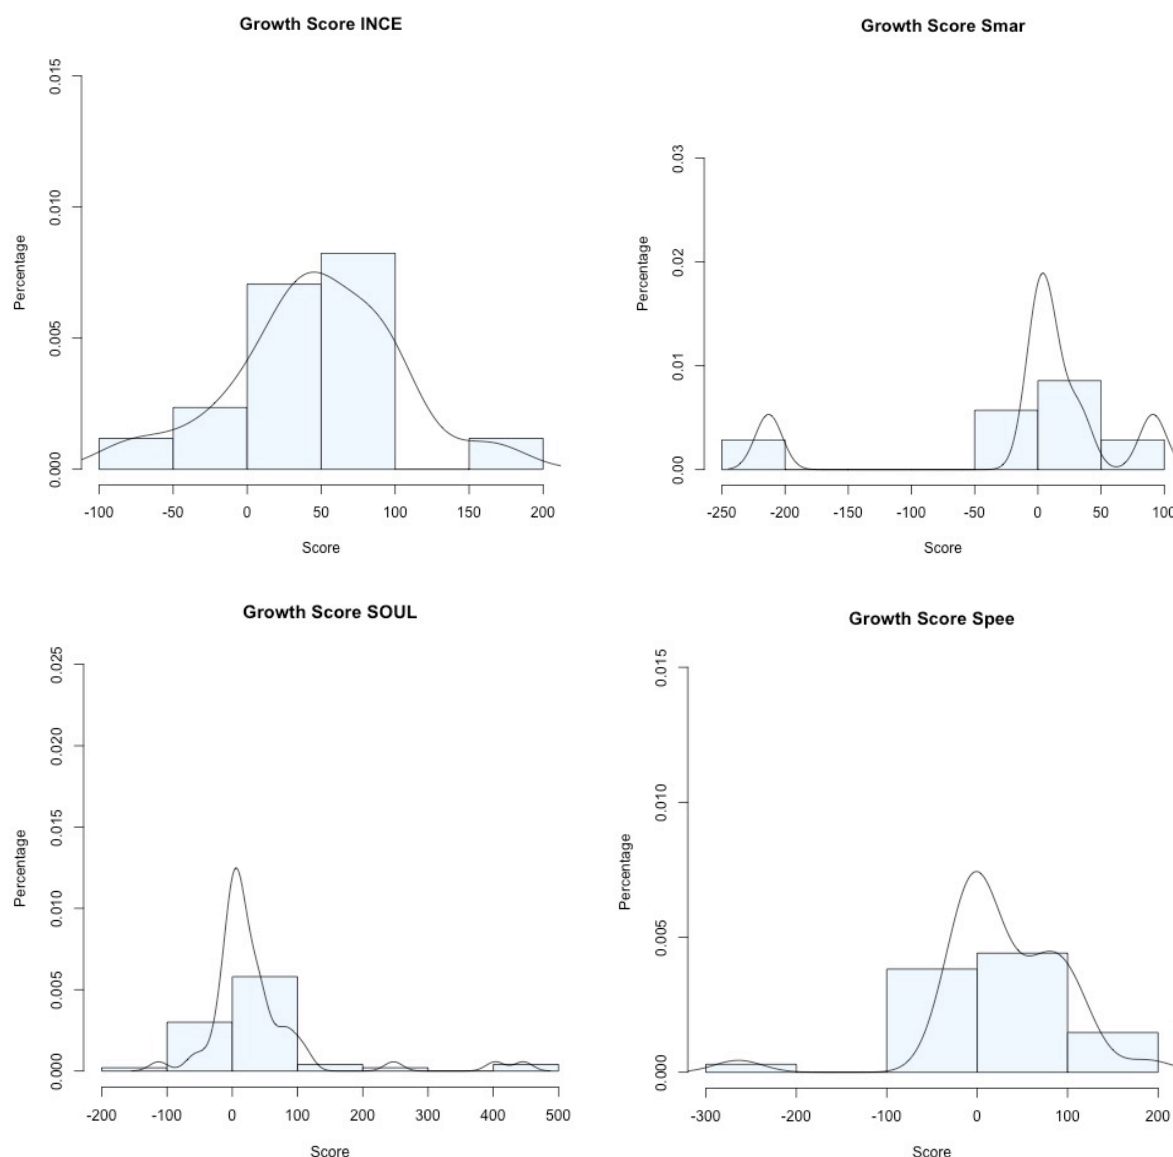 Growth Score INCE
Percentage
0.000 0.005 0.010 0.015
-100 -50 0 50 100 150 200
Score
Growth Score Smar
Percentage
0.00 0.01 0.02 0.03
-250 -200 -150 -100 -50 0 50 100
Score
Growth Score SOUL
Percentage
0.000 0.005 0.010 0.015 0.020 0.025
-200 -100 0 100 200 300 400 500
Score
Growth Score Spee
Percentage
0.000 0.005 0.010 0.015
-300 -200 -100 0 100 200
Score